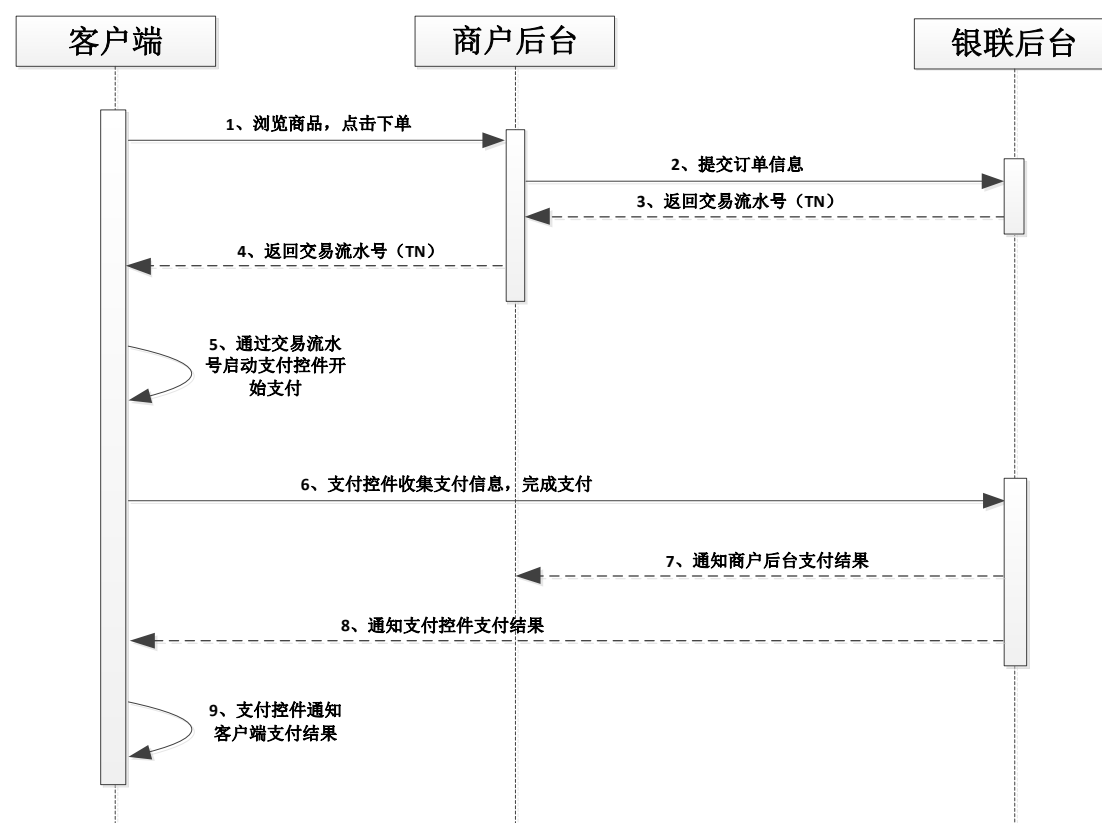 客户端
商户后台
银联后台
1、浏览商品，点击下单
2、提交订单信息
3、返回交易流水号（TN）
4、返回交易流水号（TN）
5、通过交易流水
号启动支付控件开
始支付
6、支付控件收集支付信息，完成支付
7、通知商户后台支付结果
8、通知支付控件支付结果
9、支付控件通知
客户端支付结果